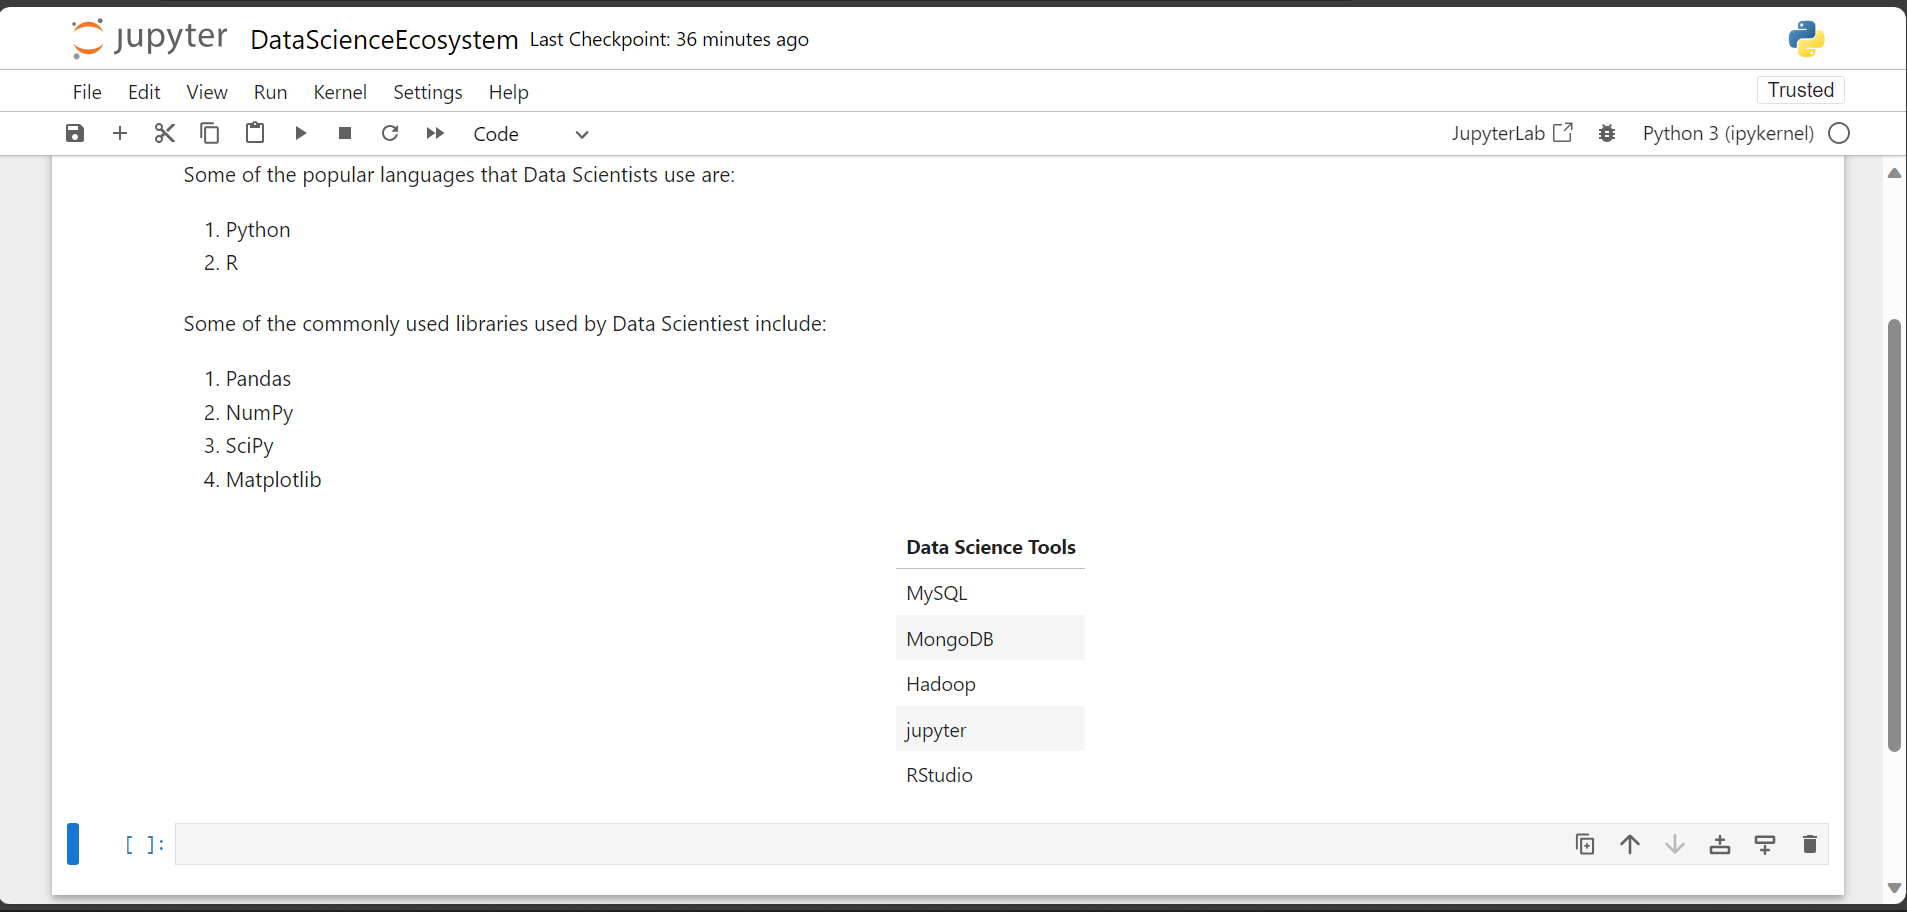 jupyter DataScienceEcosystem Last Checkpoint: 36 minutes ago
File Edit View Run Kernel Settings Help Trusted
Code JupyterLab Python 3 (ipykernel)
Some of the popular languages that Data Scientists use are:
1. Python
2. R
Some of the commonly used libraries used by Data Scientiest include:
1. Pandas
2. NumPy
3. SciPy
4. Matplotlib
Data Science Tools
MySQL
MongoDB
Hadoop
jupyter
RStudio
[ ]: